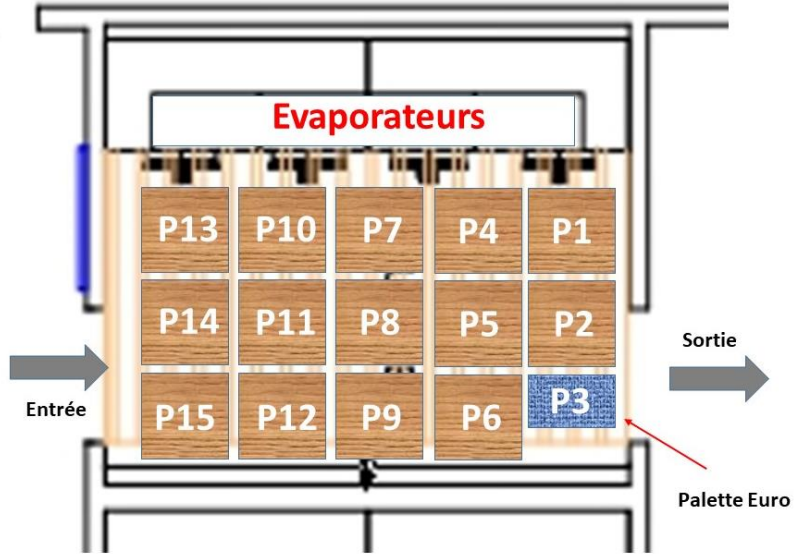 Evaporateurs
P13 P10 P7 P4 P1
P14 P11 P8 P5 P2
Sortie
Entrée
P15 P12 P9 P6 P3
Palette Euro